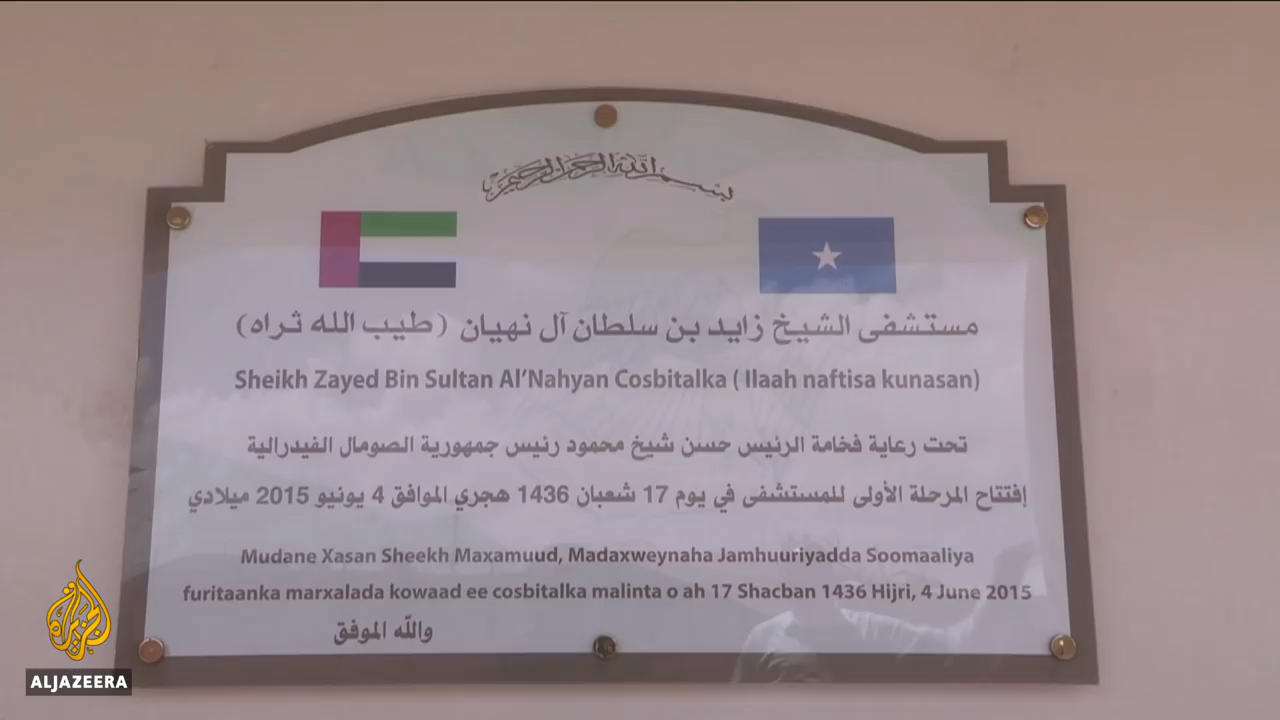 بسم الله الرحمن الرحيم
مستشفى الشيخ زايد بن سلطان آل نهيان (طيب الله ثراه)
Sheikh Zayed Bin Sultan Al'Nahyan Cosbitalka ( Ilaah naftisa kunasan)
تحت رعاية فخامة الرئيس حسن شيخ محمود رئيس جمهورية الصومال الفيدرالية
إفتتاح المرحلة الأولى للمستشفى في يوم 17 شعبان 1436 هجري الموافق 4 يونيو 2015 ميلادي
Mudane Xasan Sheekh Maxamuud, Madaxweynaha Jamhuuriyadda Soomaaliya
furitaanka marxalada kowaad ee cosbitalka malinta o ah 17 Shacban 1436 Hijri, 4 June 2015
والله الموفق
الجزيرة
ALJAZEERA